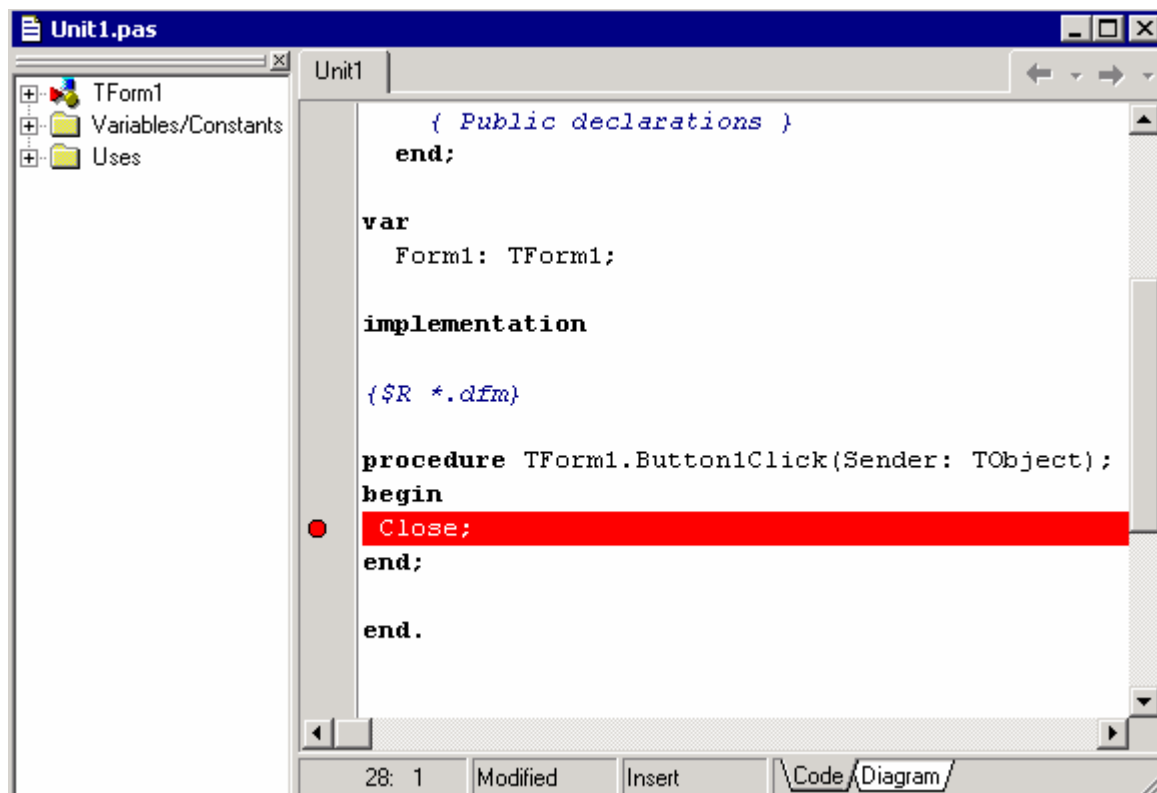 Unit1.pas
TForm1
Variables/Constants
Uses
Unit1
{ Public declarations }
end;
var
Form1: TForm1;
implementation
{$R *.dfm}
procedure TForm1.Button1Click(Sender: TObject);
begin
Close;
end;
end.
28: 1 Modified Insert Code Diagram